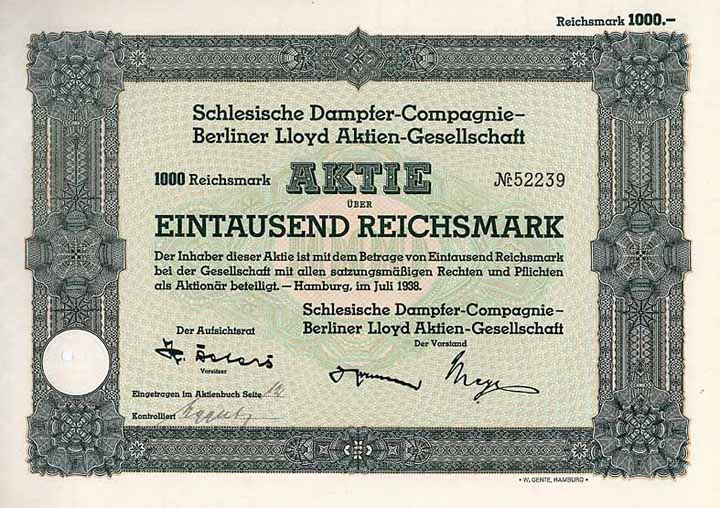 Reichsmark 1000.–
Schlesische Dampfer-Compagnie–
Berliner Lloyd Aktien-Gesellschaft
1000 Reichsmark AKTIE № 52239
ÜBER
EINTAUSEND REICHSMARK
Der Inhaber dieser Aktie ist mit dem Betrage von Eintausend Reichsmark
bei der Gesellschaft mit allen satzungsmäßigen Rechten und Pflichten
als Aktionär beteiligt. — Hamburg, im Juli 1938.
Schlesische Dampfer-Compagnie–
Berliner Lloyd Aktien-Gesellschaft
Der Aufsichtsrat
Der Vorstand
Vorsitzer
Eingetragen im Aktienbuch Seite
Kontrolliert
• W. GENTE, HAMBURG •